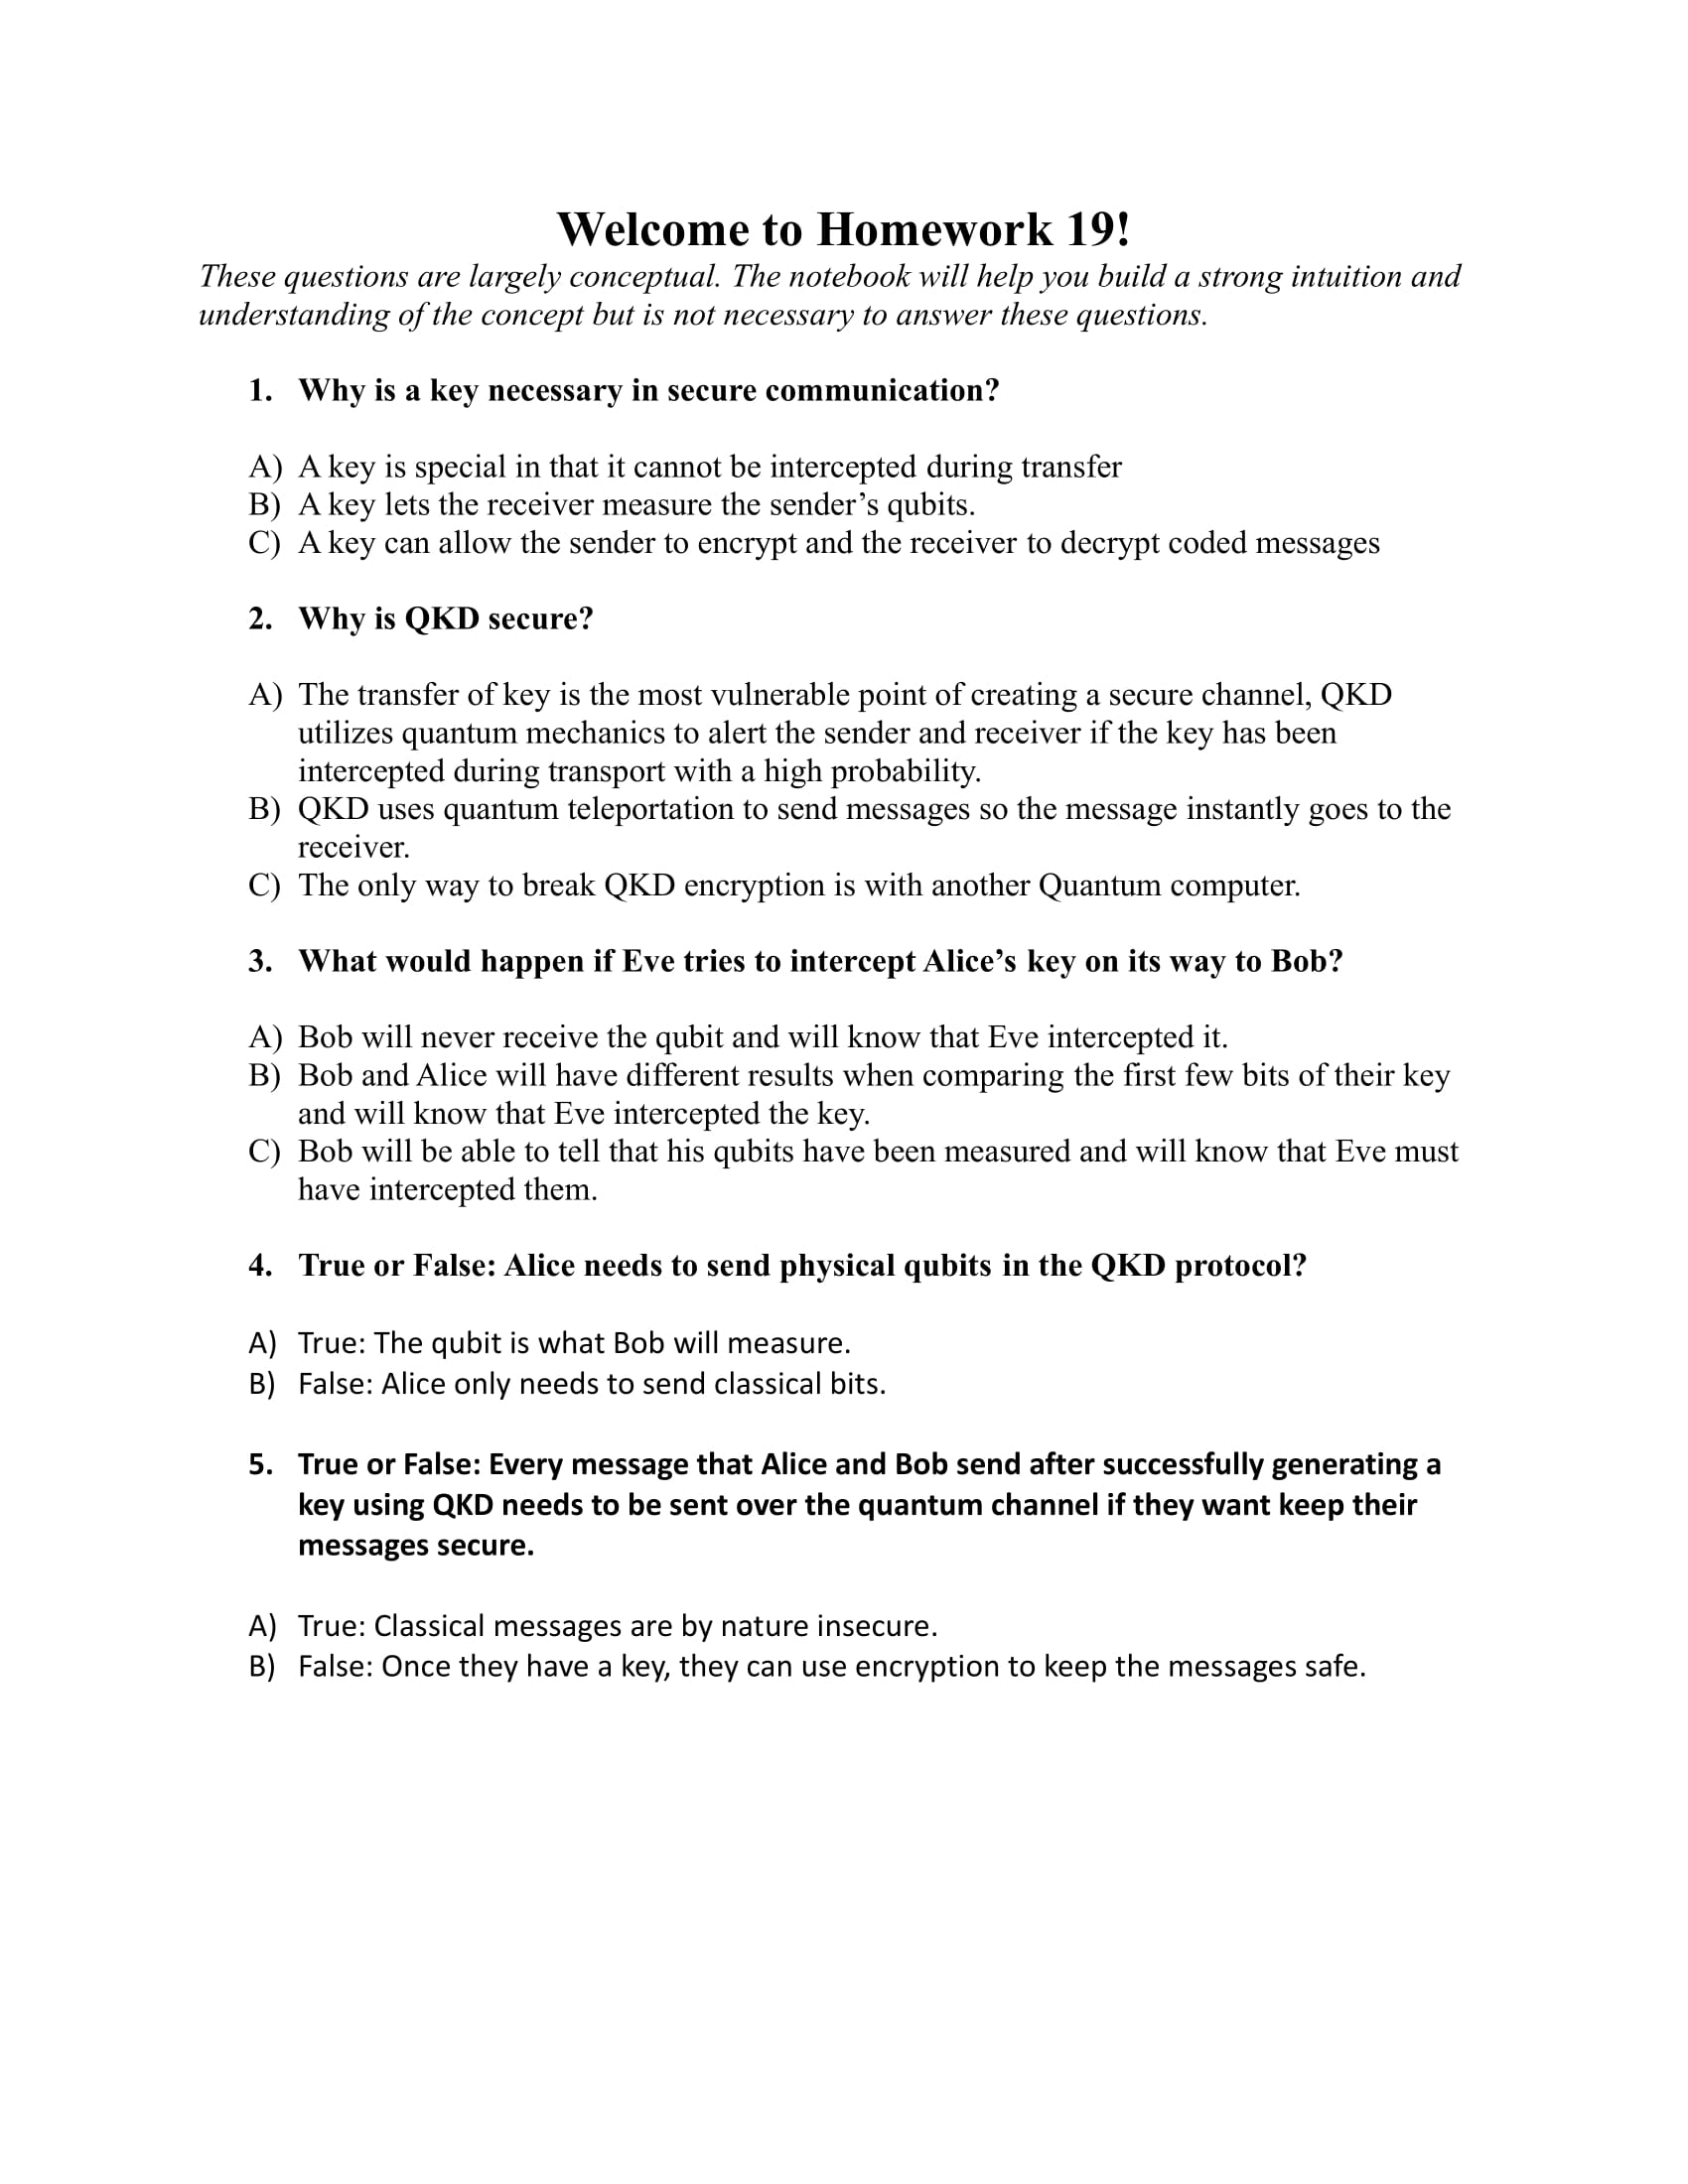 Welcome to Homework 19!
These questions are largely conceptual. The notebook will help you build a strong intuition and
understanding of the concept but is not necessary to answer these questions.
1. Why is a key necessary in secure communication?
A) A key is special in that it cannot be intercepted during transfer
B) A key lets the receiver measure the sender’s qubits.
C) A key can allow the sender to encrypt and the receiver to decrypt coded messages
2. Why is QKD secure?
A) The transfer of key is the most vulnerable point of creating a secure channel, QKD
utilizes quantum mechanics to alert the sender and receiver if the key has been
intercepted during transport with a high probability.
B) QKD uses quantum teleportation to send messages so the message instantly goes to the
receiver.
C) The only way to break QKD encryption is with another Quantum computer.
3. What would happen if Eve tries to intercept Alice’s key on its way to Bob?
A) Bob will never receive the qubit and will know that Eve intercepted it.
B) Bob and Alice will have different results when comparing the first few bits of their key
and will know that Eve intercepted the key.
C) Bob will be able to tell that his qubits have been measured and will know that Eve must
have intercepted them.
4. True or False: Alice needs to send physical qubits in the QKD protocol?
A) True: The qubit is what Bob will measure.
B) False: Alice only needs to send classical bits.
5. True or False: Every message that Alice and Bob send after successfully generating a
key using QKD needs to be sent over the quantum channel if they want keep their
messages secure.
A) True: Classical messages are by nature insecure.
B) False: Once they have a key, they can use encryption to keep the messages safe.